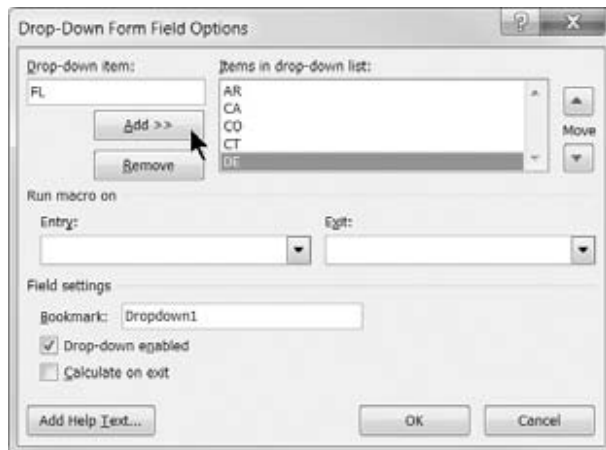 Drop-Down Form Field Options
Drop-down item:
Items in drop-down list:
FL
AR
CA
CO
CT
DE
Add >>
Remove
Move
Run macro on
Entry:
Exit:
Field settings
Bookmark: Dropdown1
Drop-down enabled
Calculate on exit
Add Help Text...
OK
Cancel